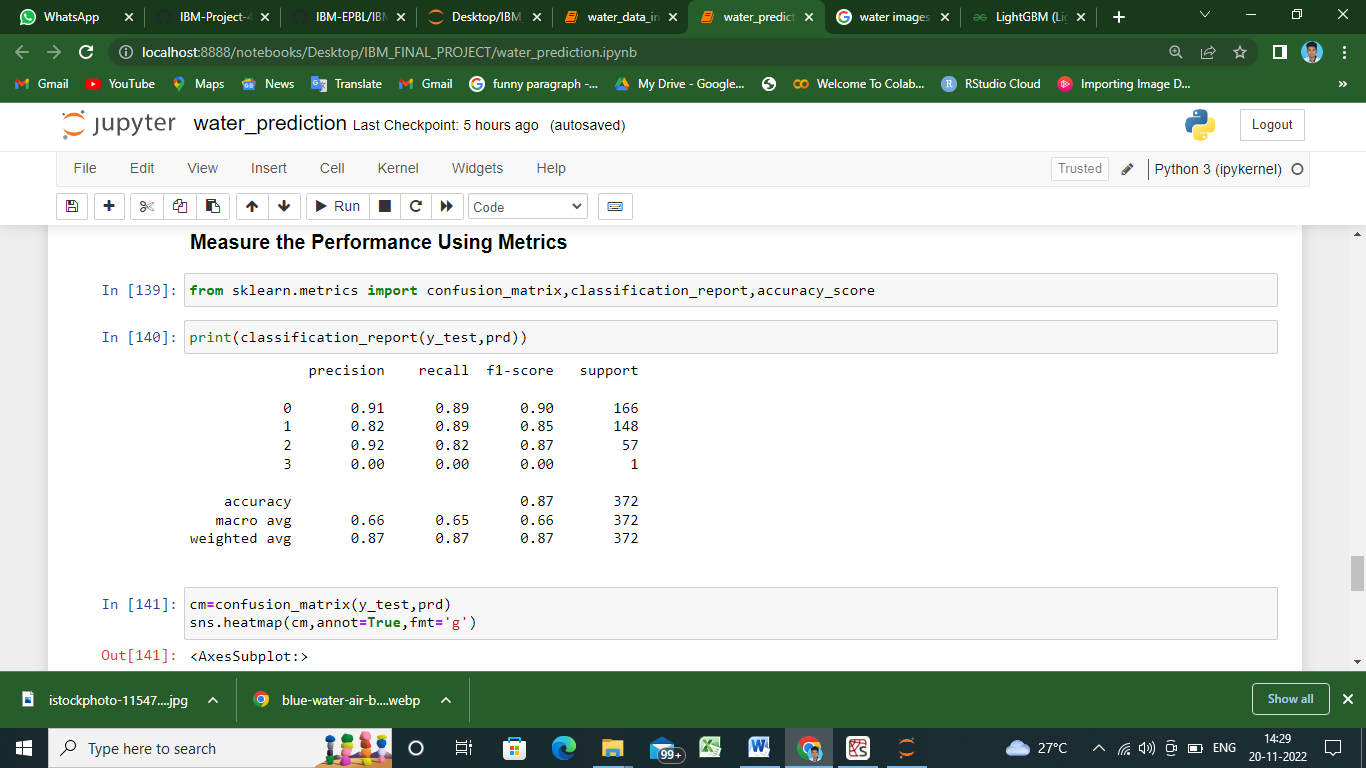 WhatsApp
IBM-Project-4
IBM-EPBL/IBM
Desktop/IBM_
water_data_in
water_predict
water images
LightGBM (Lig
localhost:8888/notebooks/Desktop/IBM_FINAL_PROJECT/water_prediction.ipynb
Gmail YouTube Maps News Translate Gmail funny paragraph -... My Drive - Google... Welcome To Colab... RStudio Cloud Importing Image D... »
jupyter water_prediction Last Checkpoint: 5 hours ago (autosaved) Logout
File Edit View Insert Cell Kernel Widgets Help Trusted Python 3 (ipykernel)
Run Code
Measure the Performance Using Metrics
In [139]: from sklearn.metrics import confusion_matrix,classification_report,accuracy_score
In [140]: print(classification_report(y_test,prd))
precision recall f1-score support
0 0.91 0.89 0.90 166
1 0.82 0.89 0.85 148
2 0.92 0.82 0.87 57
3 0.00 0.00 0.00 1
accuracy 0.87 372
macro avg 0.66 0.65 0.66 372
weighted avg 0.87 0.87 0.87 372
In [141]: cm=confusion_matrix(y_test,prd)
sns.heatmap(cm,annot=True,fmt='g')
Out[141]: <AxesSubplot:>
istockphoto-11547....jpg blue-water-air-b....webp Show all
Type here to search 99+ 27°C ENG 14:29
20-11-2022